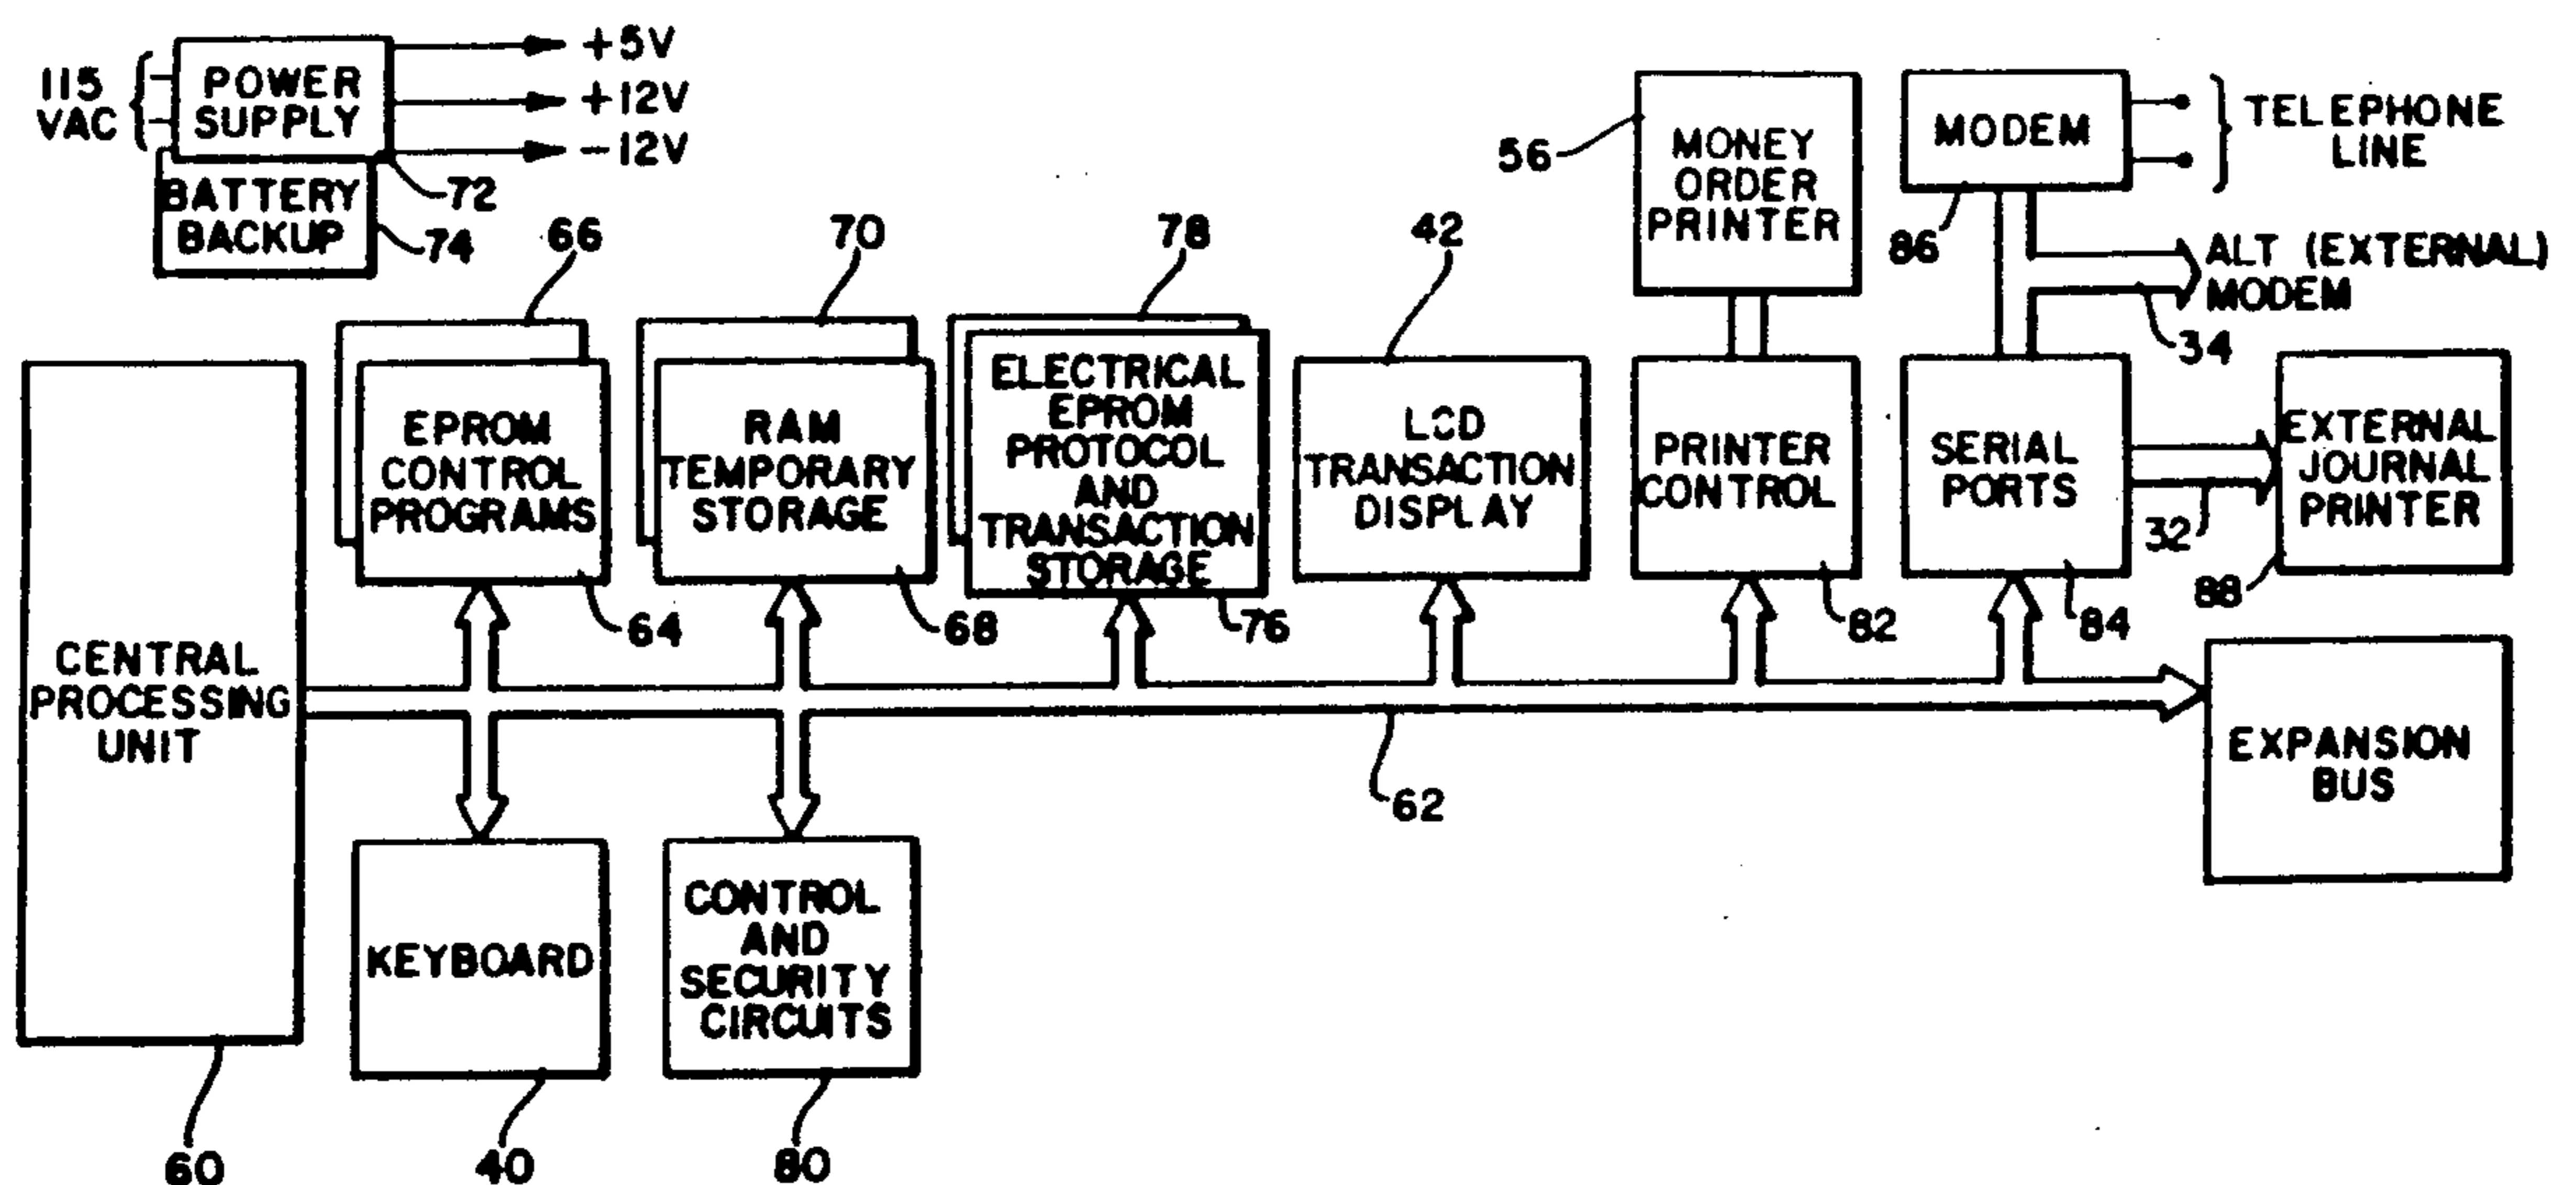 115
VAC
POWER
SUPPLY
+5V
+12V
-12V
BATTERY
BACKUP
72
74
66
70
78
42
56
MONEY
ORDER
PRINTER
MODEM
86
TELEPHONE
LINE
ALT (EXTERNAL)
MODEM
34
CENTRAL
PROCESSING
UNIT
EPROM
CONTROL
PROGRAMS
64
RAM
TEMPORARY
STORAGE
68
ELECTRICAL
EPROM
PROTOCOL
AND
TRANSACTION
STORAGE
76
LCD
TRANSACTION
DISPLAY
PRINTER
CONTROL
82
SERIAL
PORTS
84
32
EXTERNAL
JOURNAL
PRINTER
88
62
EXPANSION
BUS
KEYBOARD
CONTROL
AND
SECURITY
CIRCUITS
60
40
80